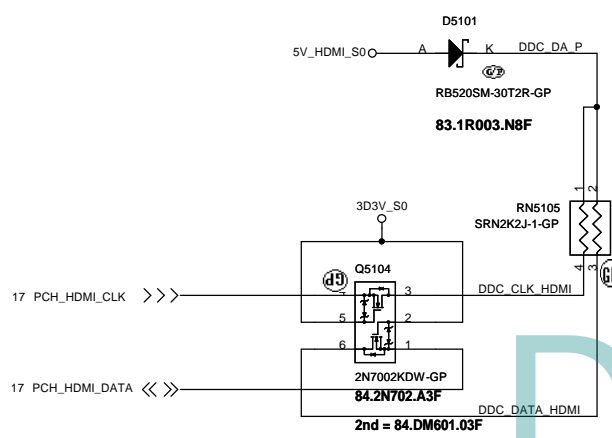 D5101
5V_HDMI_S0
A
K
DDC_DA_P
G/P
RB520SM-30T2R-GP
83.1R003.N8F
1
2
3D3V_S0
RN5105
SRN2K2J-1-GP
GP
Q5104
4
3
17 PCH_HDMI_CLK
3
DDC_CLK_HDMI
5
2
6
1
2N7002KDW-GP
17 PCH_HDMI_DATA
84.2N702.A3F
DDC_DATA_HDMI
2nd = 84.DM601.03F